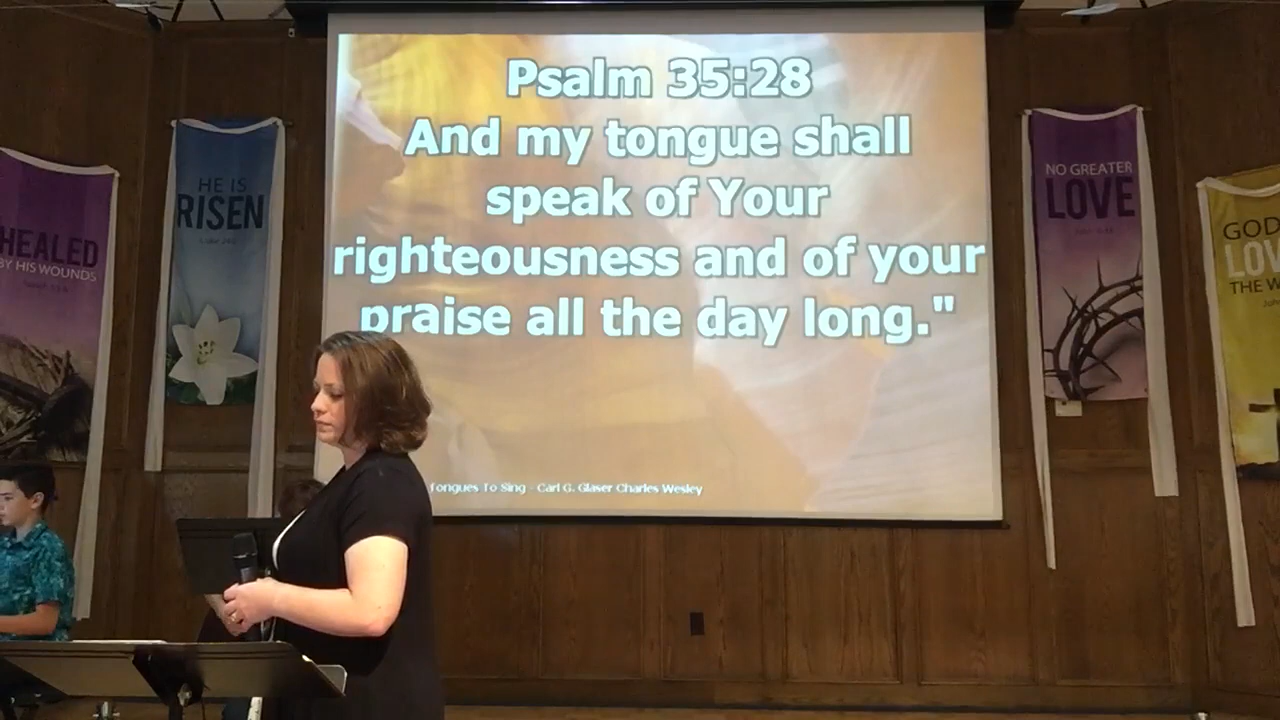 Psalm 35:28
And my tongue shall
speak of Your
righteousness and of your
praise all the day long."
Tongues To Sing - Carl G. Glaser Charles Wesley
HEALED
BY HIS WOUNDS
HE IS
RISEN
NO GREATER
LOVE
GOD
LOV
THE W